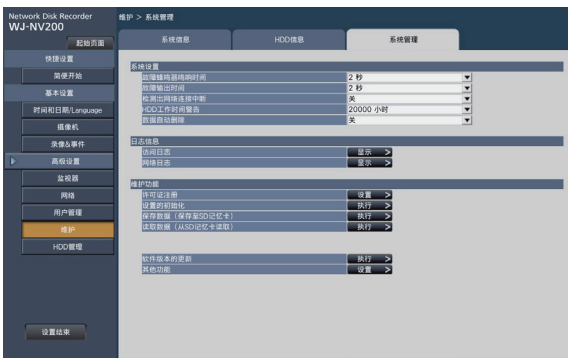 Network Disk Recorder
WJ-NV200
维护 > 系统管理
起始页面
系统信息
HDD信息
系统管理
快捷设置
简便开始
基本设置
时间和日期/Language
摄像机
录像&事件
高级设置
监视器
网络
用户管理
维护
HDD管理
设置结束
系统设置
故障蜂鸣器鸣响时间 2 秒
故障输出时间 2 秒
检测出网络连接中断 关
HDD工作时间警告 20000 小时
数据自动删除 关
日志信息
访问日志 显示 >
网络日志 显示 >
维护功能
许可证注册 设置 >
设置的初始化 执行 >
保存数据（保存至SD记忆卡） 执行 >
读取数据（从SD记忆卡读取） 执行 >
软件版本的更新 执行 >
其他功能 设置 >